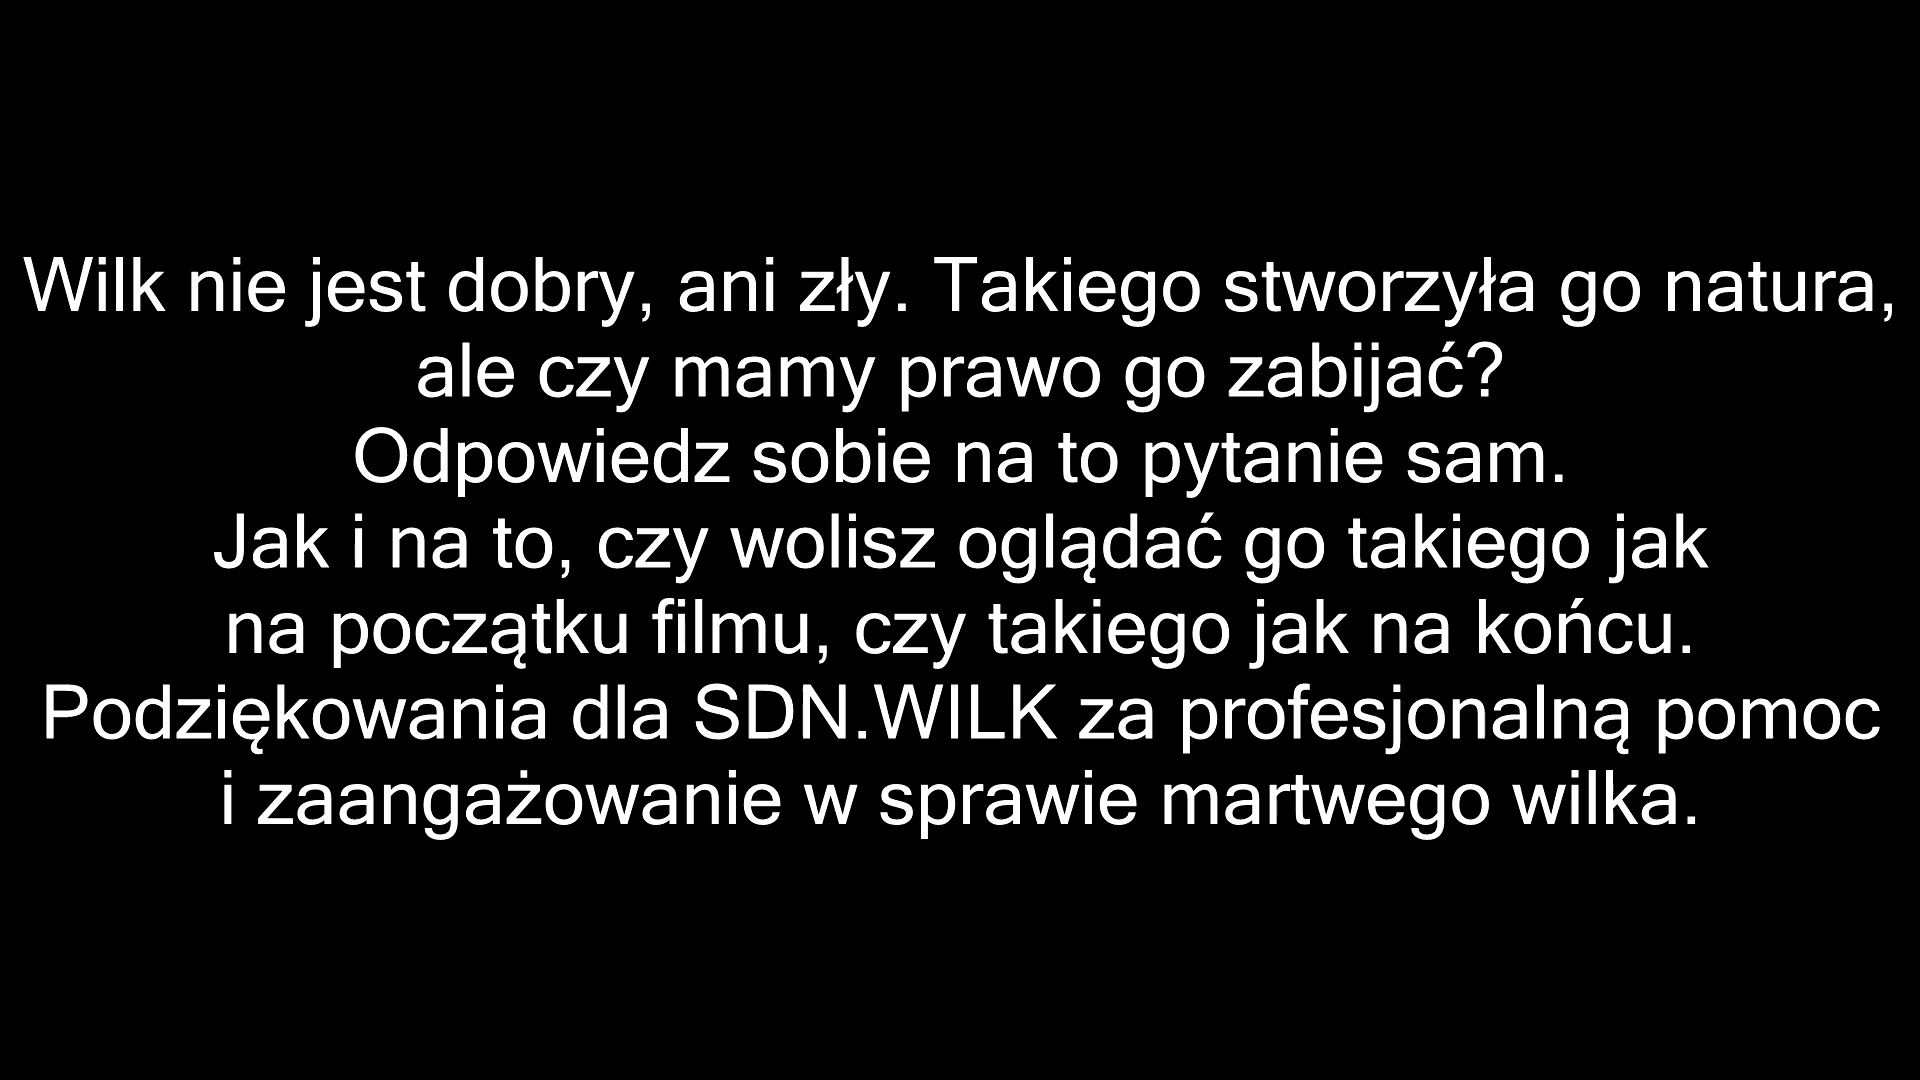 Wilk nie jest dobry, ani zły. Takiego stworzyła go natura,
ale czy mamy prawo go zabijać?
Odpowiedz sobie na to pytanie sam.
Jak i na to, czy wolisz oglądać go takiego jak
na początku filmu, czy takiego jak na końcu.
Podziękowania dla SDN.WILK za profesjonalną pomoc
i zaangażowanie w sprawie martwego wilka.